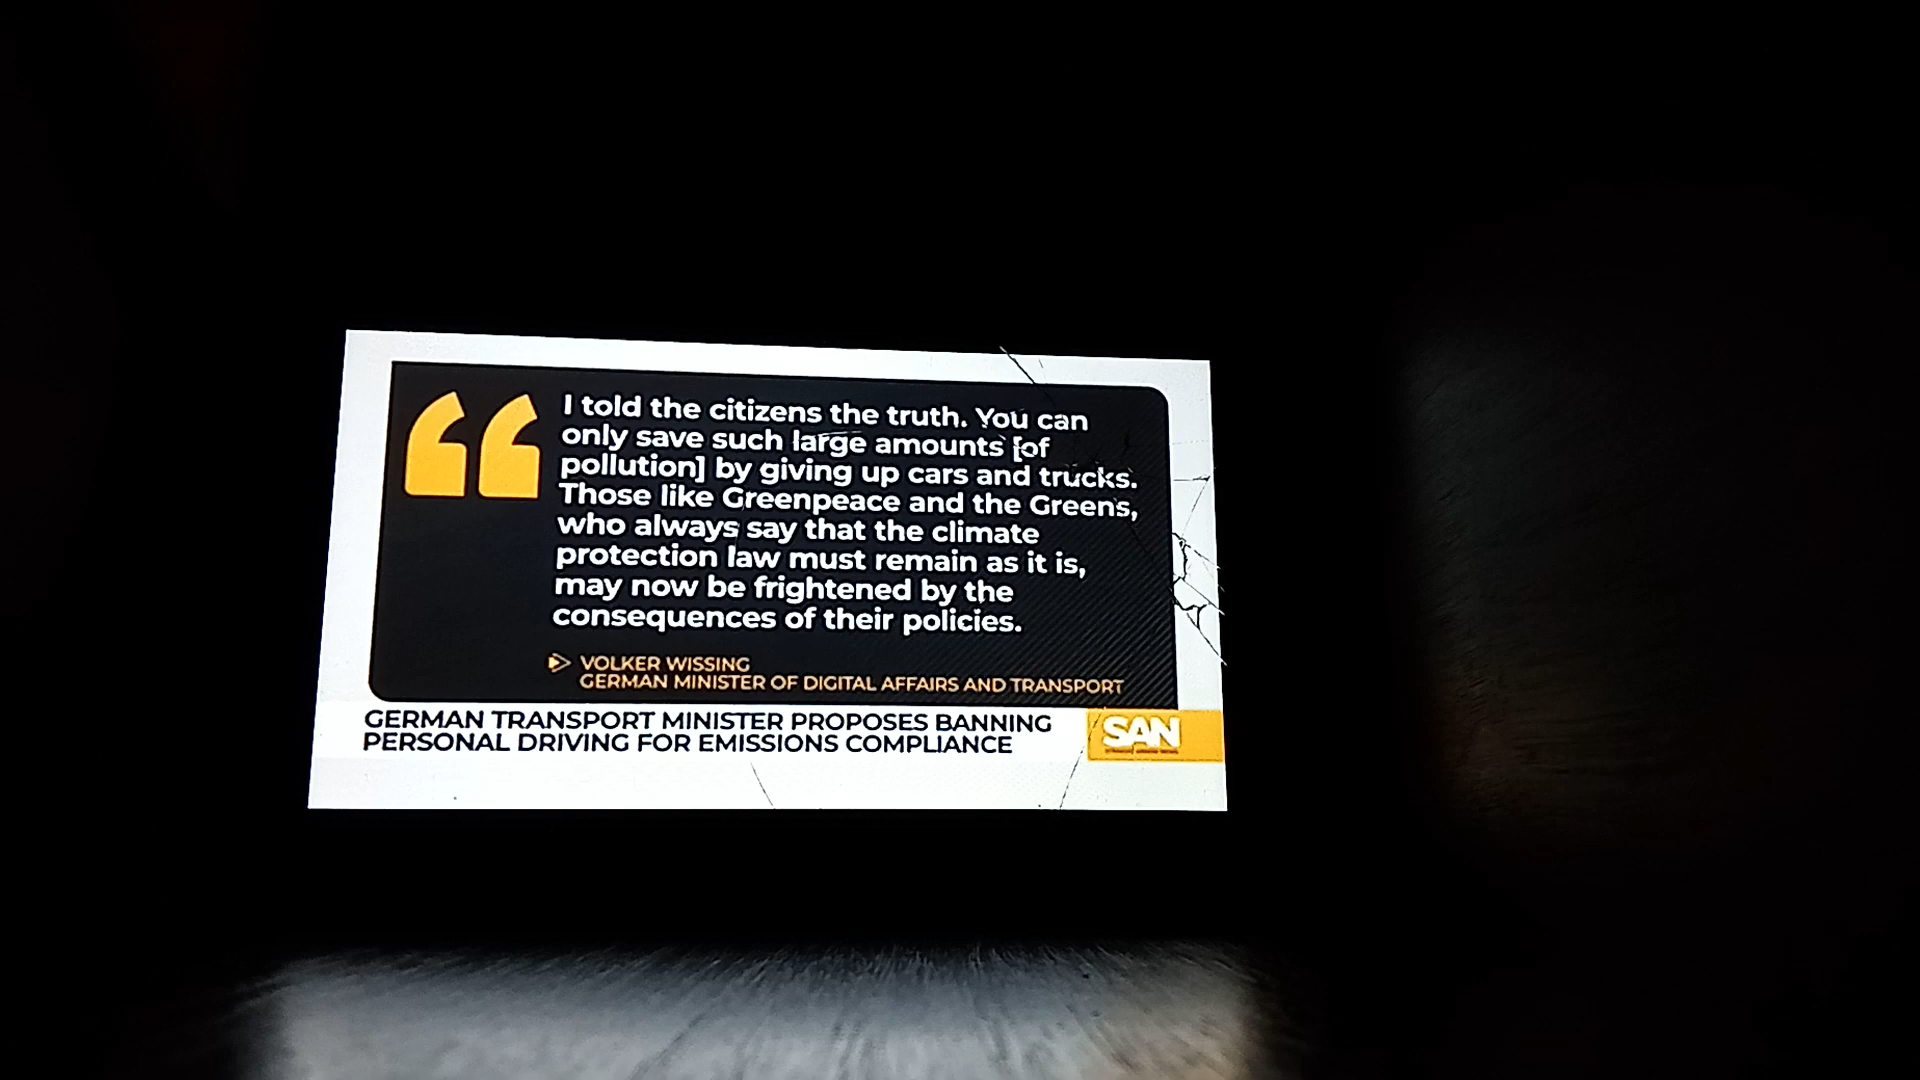 I told the citizens the truth. You can
only save such large amounts [of
pollution] by giving up cars and trucks.
Those like Greenpeace and the Greens,
who always say that the climate
protection law must remain as it is,
may now be frightened by the
consequences of their policies.
VOLKER WISSING
GERMAN MINISTER OF DIGITAL AFFAIRS AND TRANSPORT
GERMAN TRANSPORT MINISTER PROPOSES BANNING
PERSONAL DRIVING FOR EMISSIONS COMPLIANCE
SAN